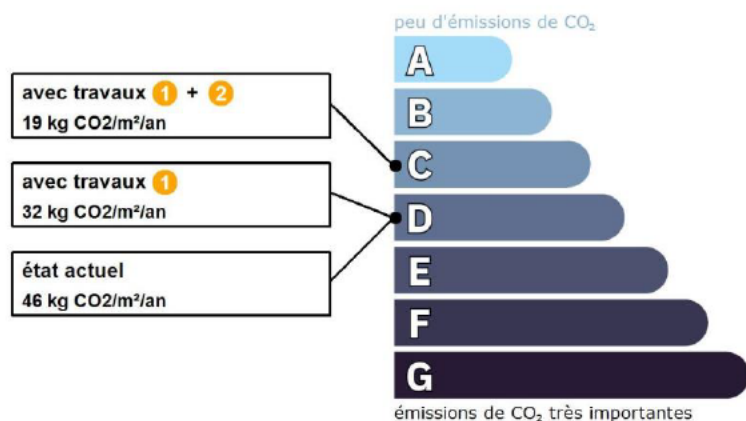 peu d'émissions de CO₂
A
avec travaux 1 + 2
19 kg CO2/m²/an
B
C
avec travaux 1
32 kg CO2/m²/an
D
état actuel
46 kg CO2/m²/an
E
F
G
émissions de CO₂ très importantes